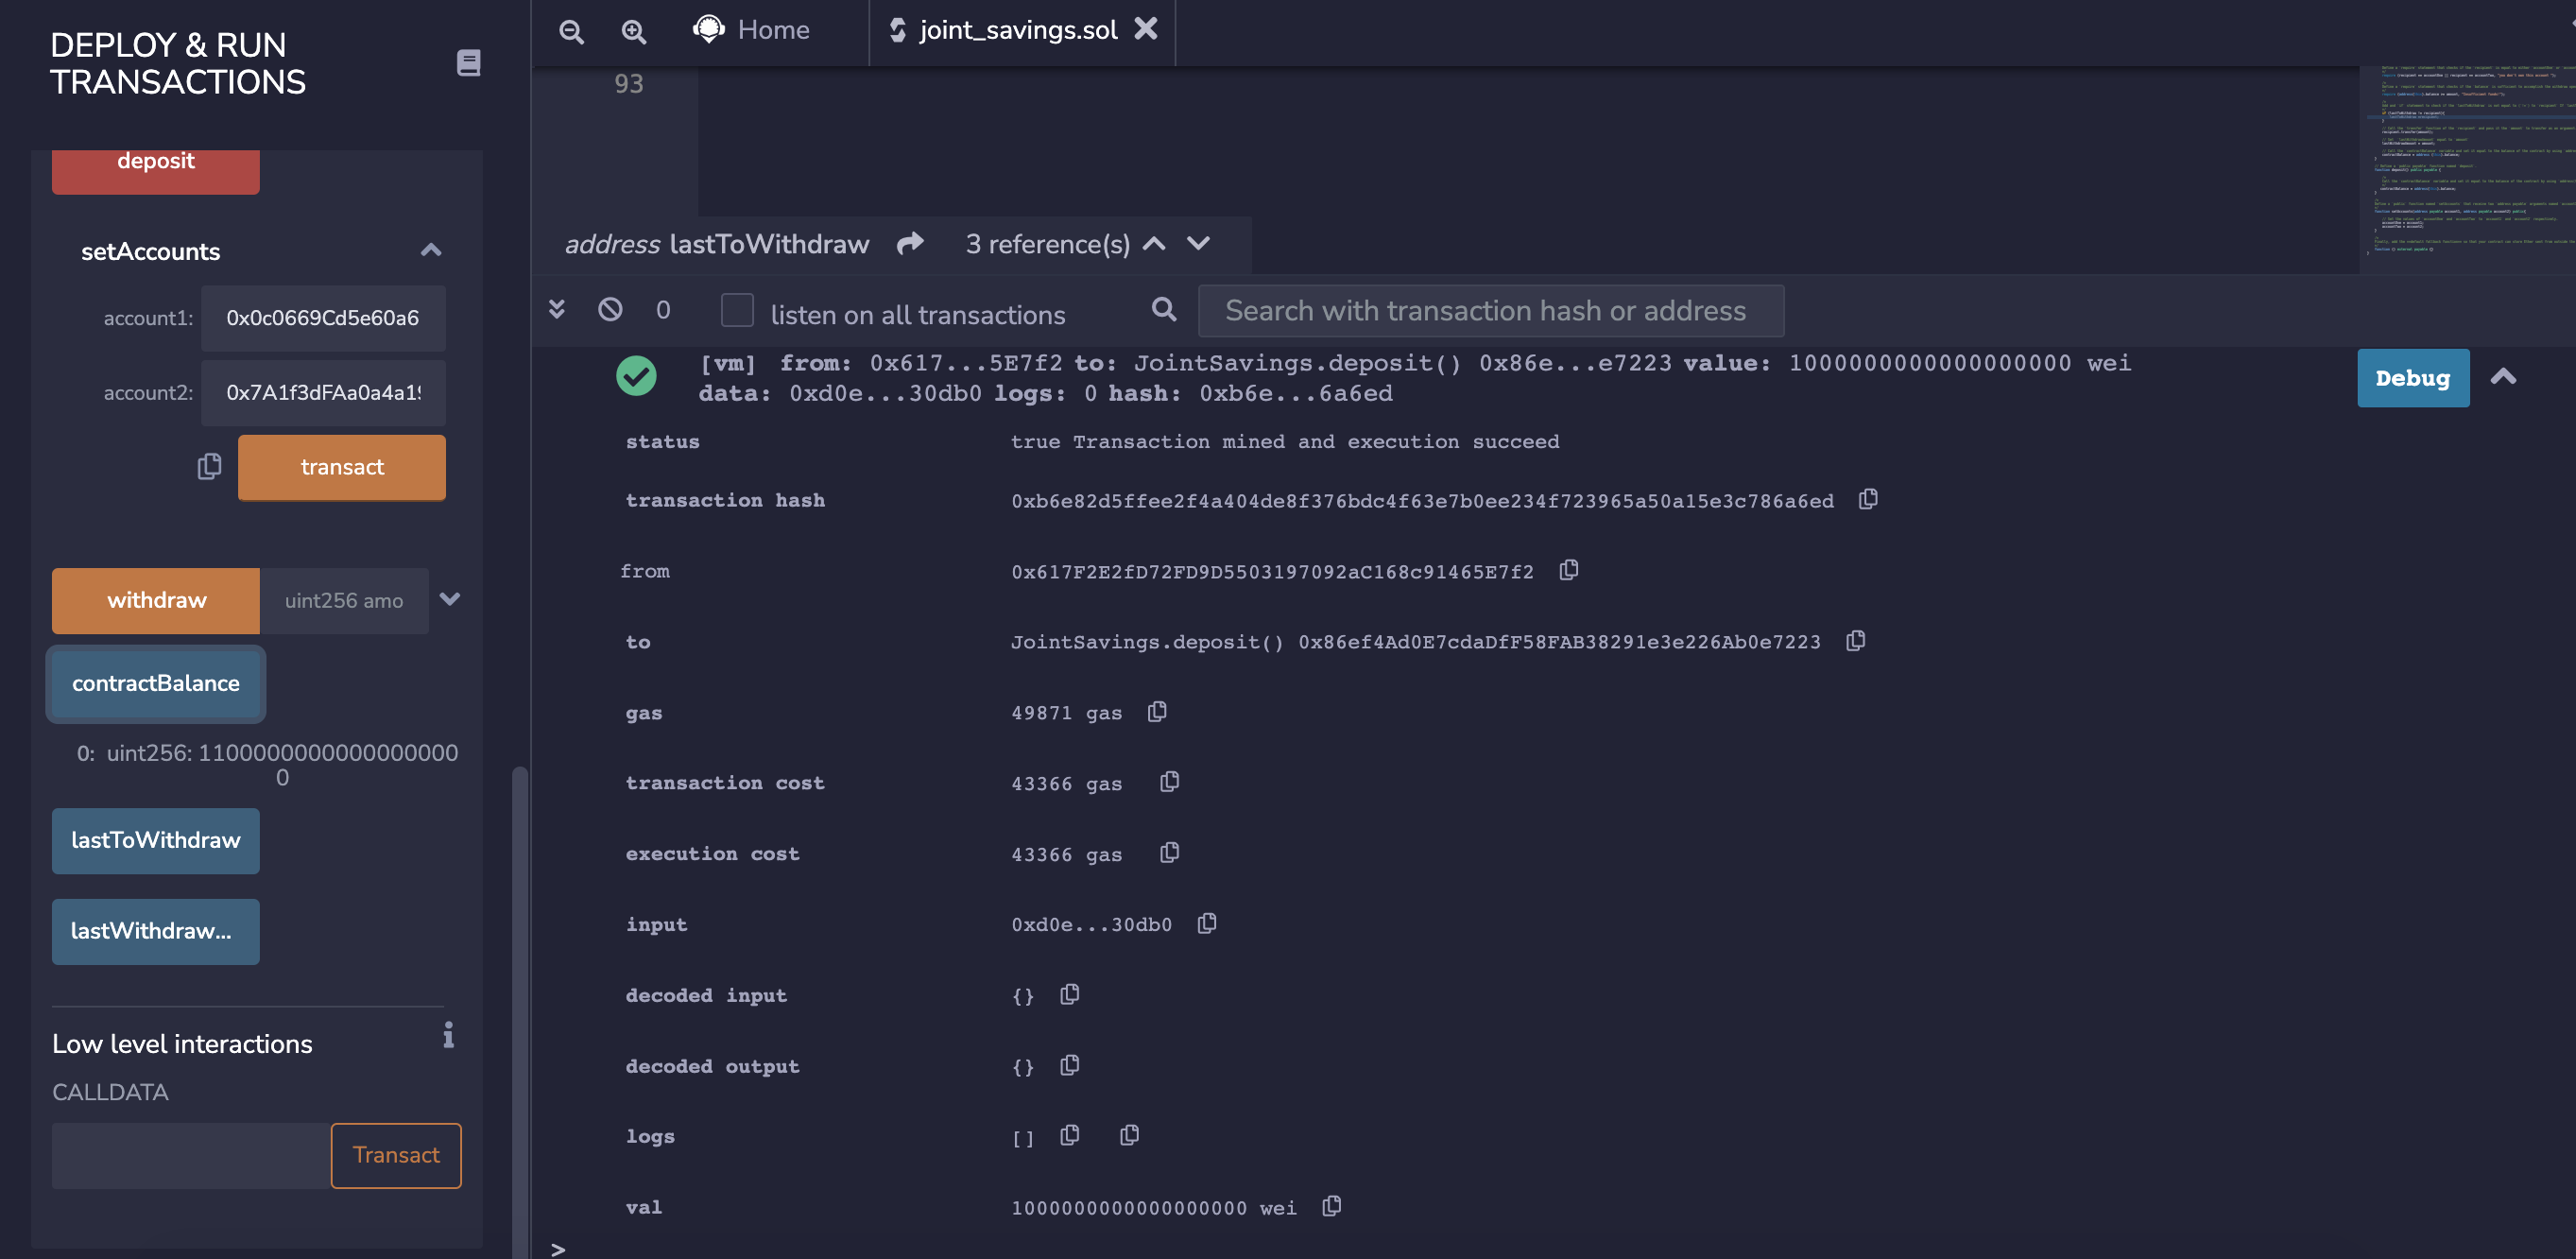 DEPLOY & RUN
TRANSACTIONS
deposit
setAccounts
account1: 0x0c0669Cd5e60a6
account2: 0x7A1f3dFAa0a4a19
transact
withdraw uint256 amo
contractBalance
0: uint256: 1100000000000000000
0
lastToWithdraw
lastWithdraw...
Low level interactions
CALLDATA
Transact
Home
joint_savings.sol
93
address lastToWithdraw 3 reference(s)
0 listen on all transactions Search with transaction hash or address
[vm] from: 0x617...5E7f2 to: JointSavings.deposit() 0x86e...e7223 value: 1000000000000000000 wei
data: 0xd0e...30db0 logs: 0 hash: 0xb6e...6a6ed
Debug
status true Transaction mined and execution succeed
transaction hash 0xb6e82d5ffee2f4a404de8f376bdc4f63e7b0ee234f723965a50a15e3c786a6ed
from 0x617F2E2fD72FD9D5503197092aC168c91465E7f2
to JointSavings.deposit() 0x86ef4Ad0E7cdaDfF58FAB38291e3e226Ab0e7223
gas 49871 gas
transaction cost 43366 gas
execution cost 43366 gas
input 0xd0e...30db0
decoded input {}
decoded output {}
logs []
val 1000000000000000000 wei
>